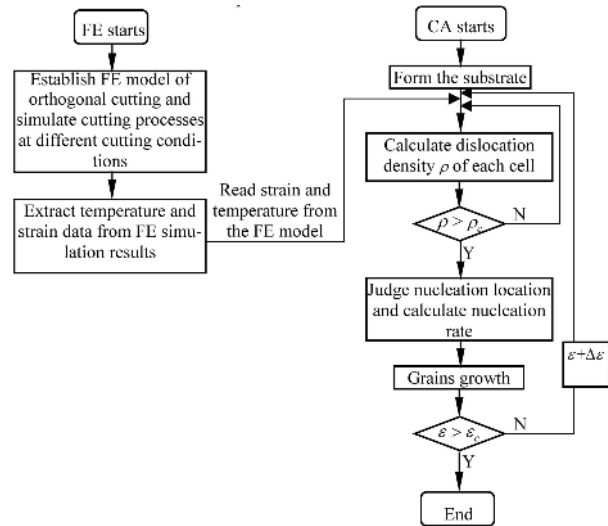 FE starts
Establish FE model of
orthogonal cutting and
simulate cutting processes
at different cutting condi-
tions
Extract temperature and
strain data from FE simu-
lation results
Read strain and
temperature from
the FE model
CA starts
Form the substrate
Calculate dislocation
density ρ of each cell
ρ > ρc
N
Y
Judge nucleation location
and calculate nucleation
rate
Grains growth
ε+Δε
ε > εc
N
Y
End